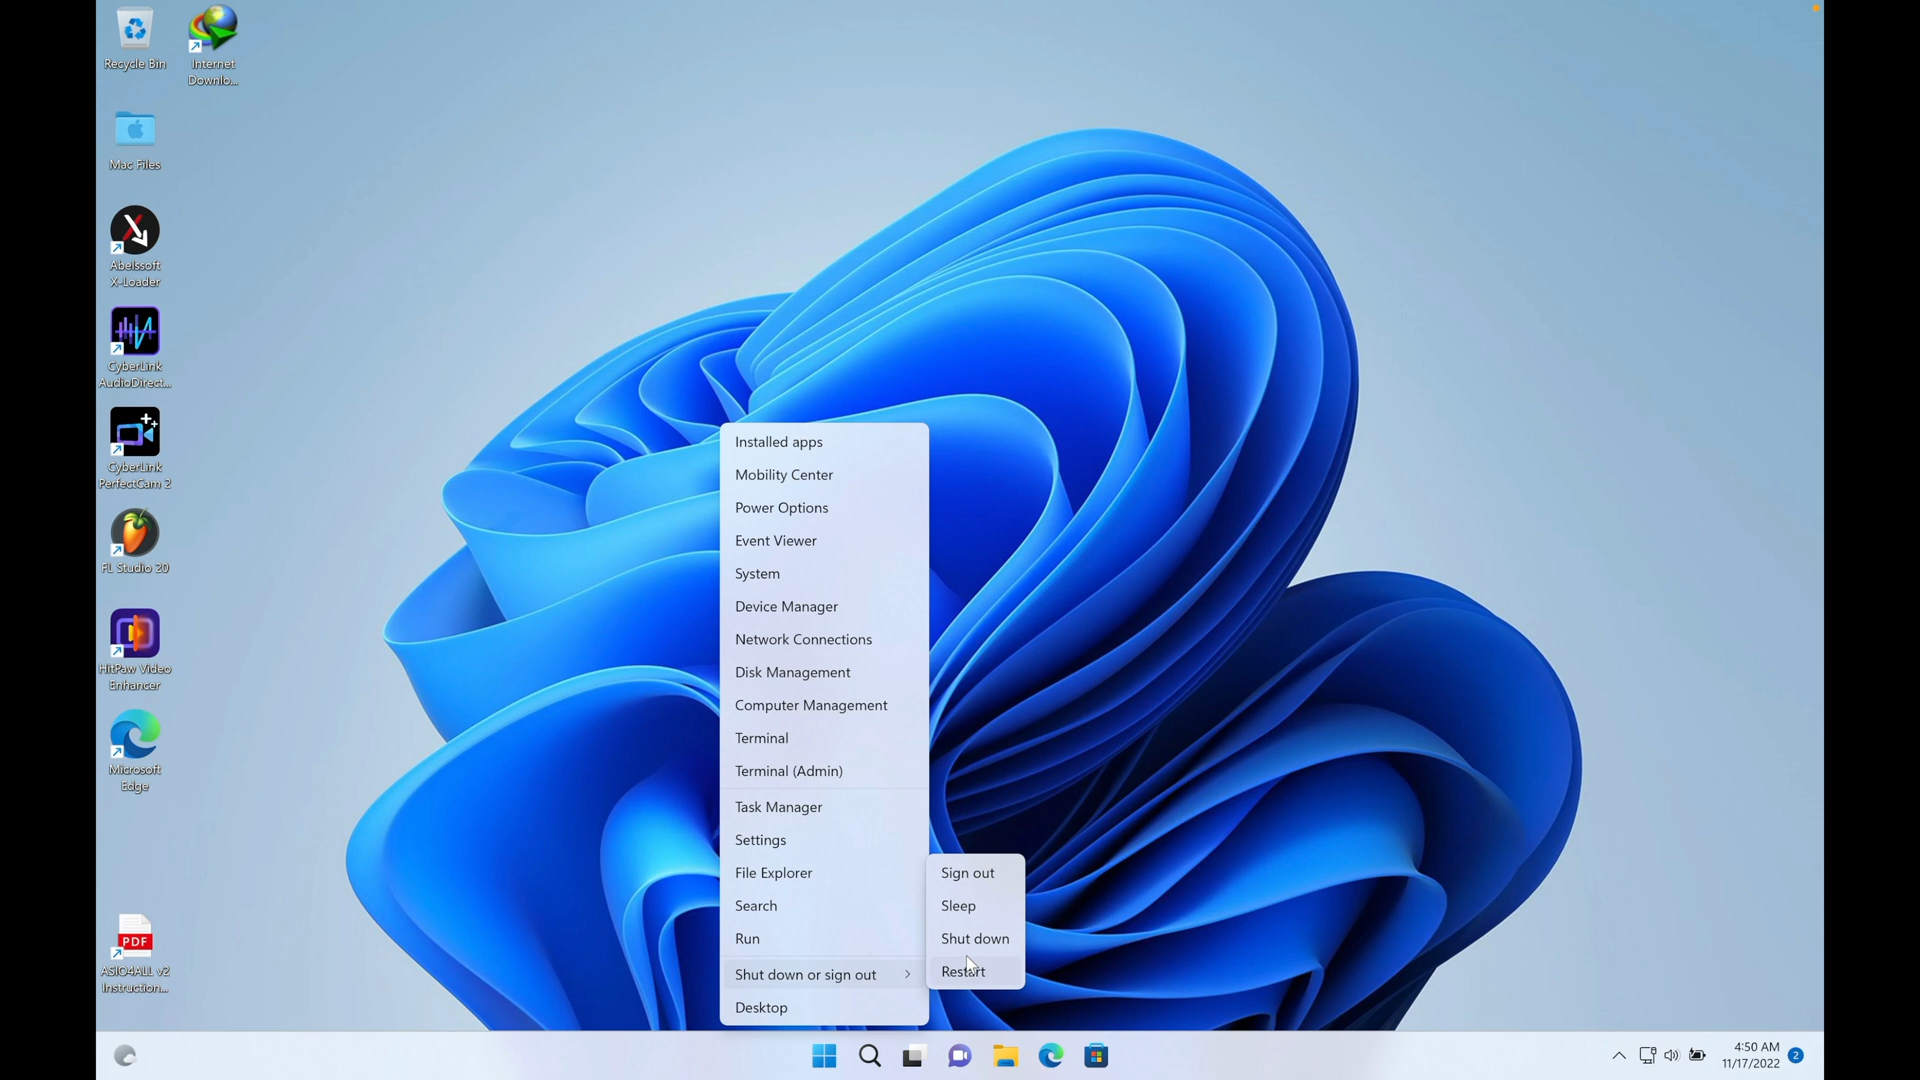 Recycle Bin
Internet
Downlo...
Mac Files
Abelssoft
X-Loader
CyberLink
AudioDirect...
CyberLink
PerfectCam 2
FL Studio 20
HitPaw Video
Enhancer
Microsoft
Edge
PDF
ASIO4ALL v2
Instruction...
Installed apps
Mobility Center
Power Options
Event Viewer
System
Device Manager
Network Connections
Disk Management
Computer Management
Terminal
Terminal (Admin)
Task Manager
Settings
File Explorer
Search
Run
Shut down or sign out
Desktop
Sign out
Sleep
Shut down
Restart
4:50 AM
11/17/2022
2